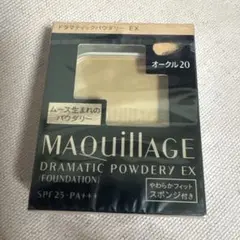 ドラマティックパウダリー EX
オークル20
ムース生まれの
パウダリー
MAQuillAGE
DRAMATIC POWDERY EX
(FOUNDATION)
SPF25・PA+++
やわらかフィット
スポンジ付き